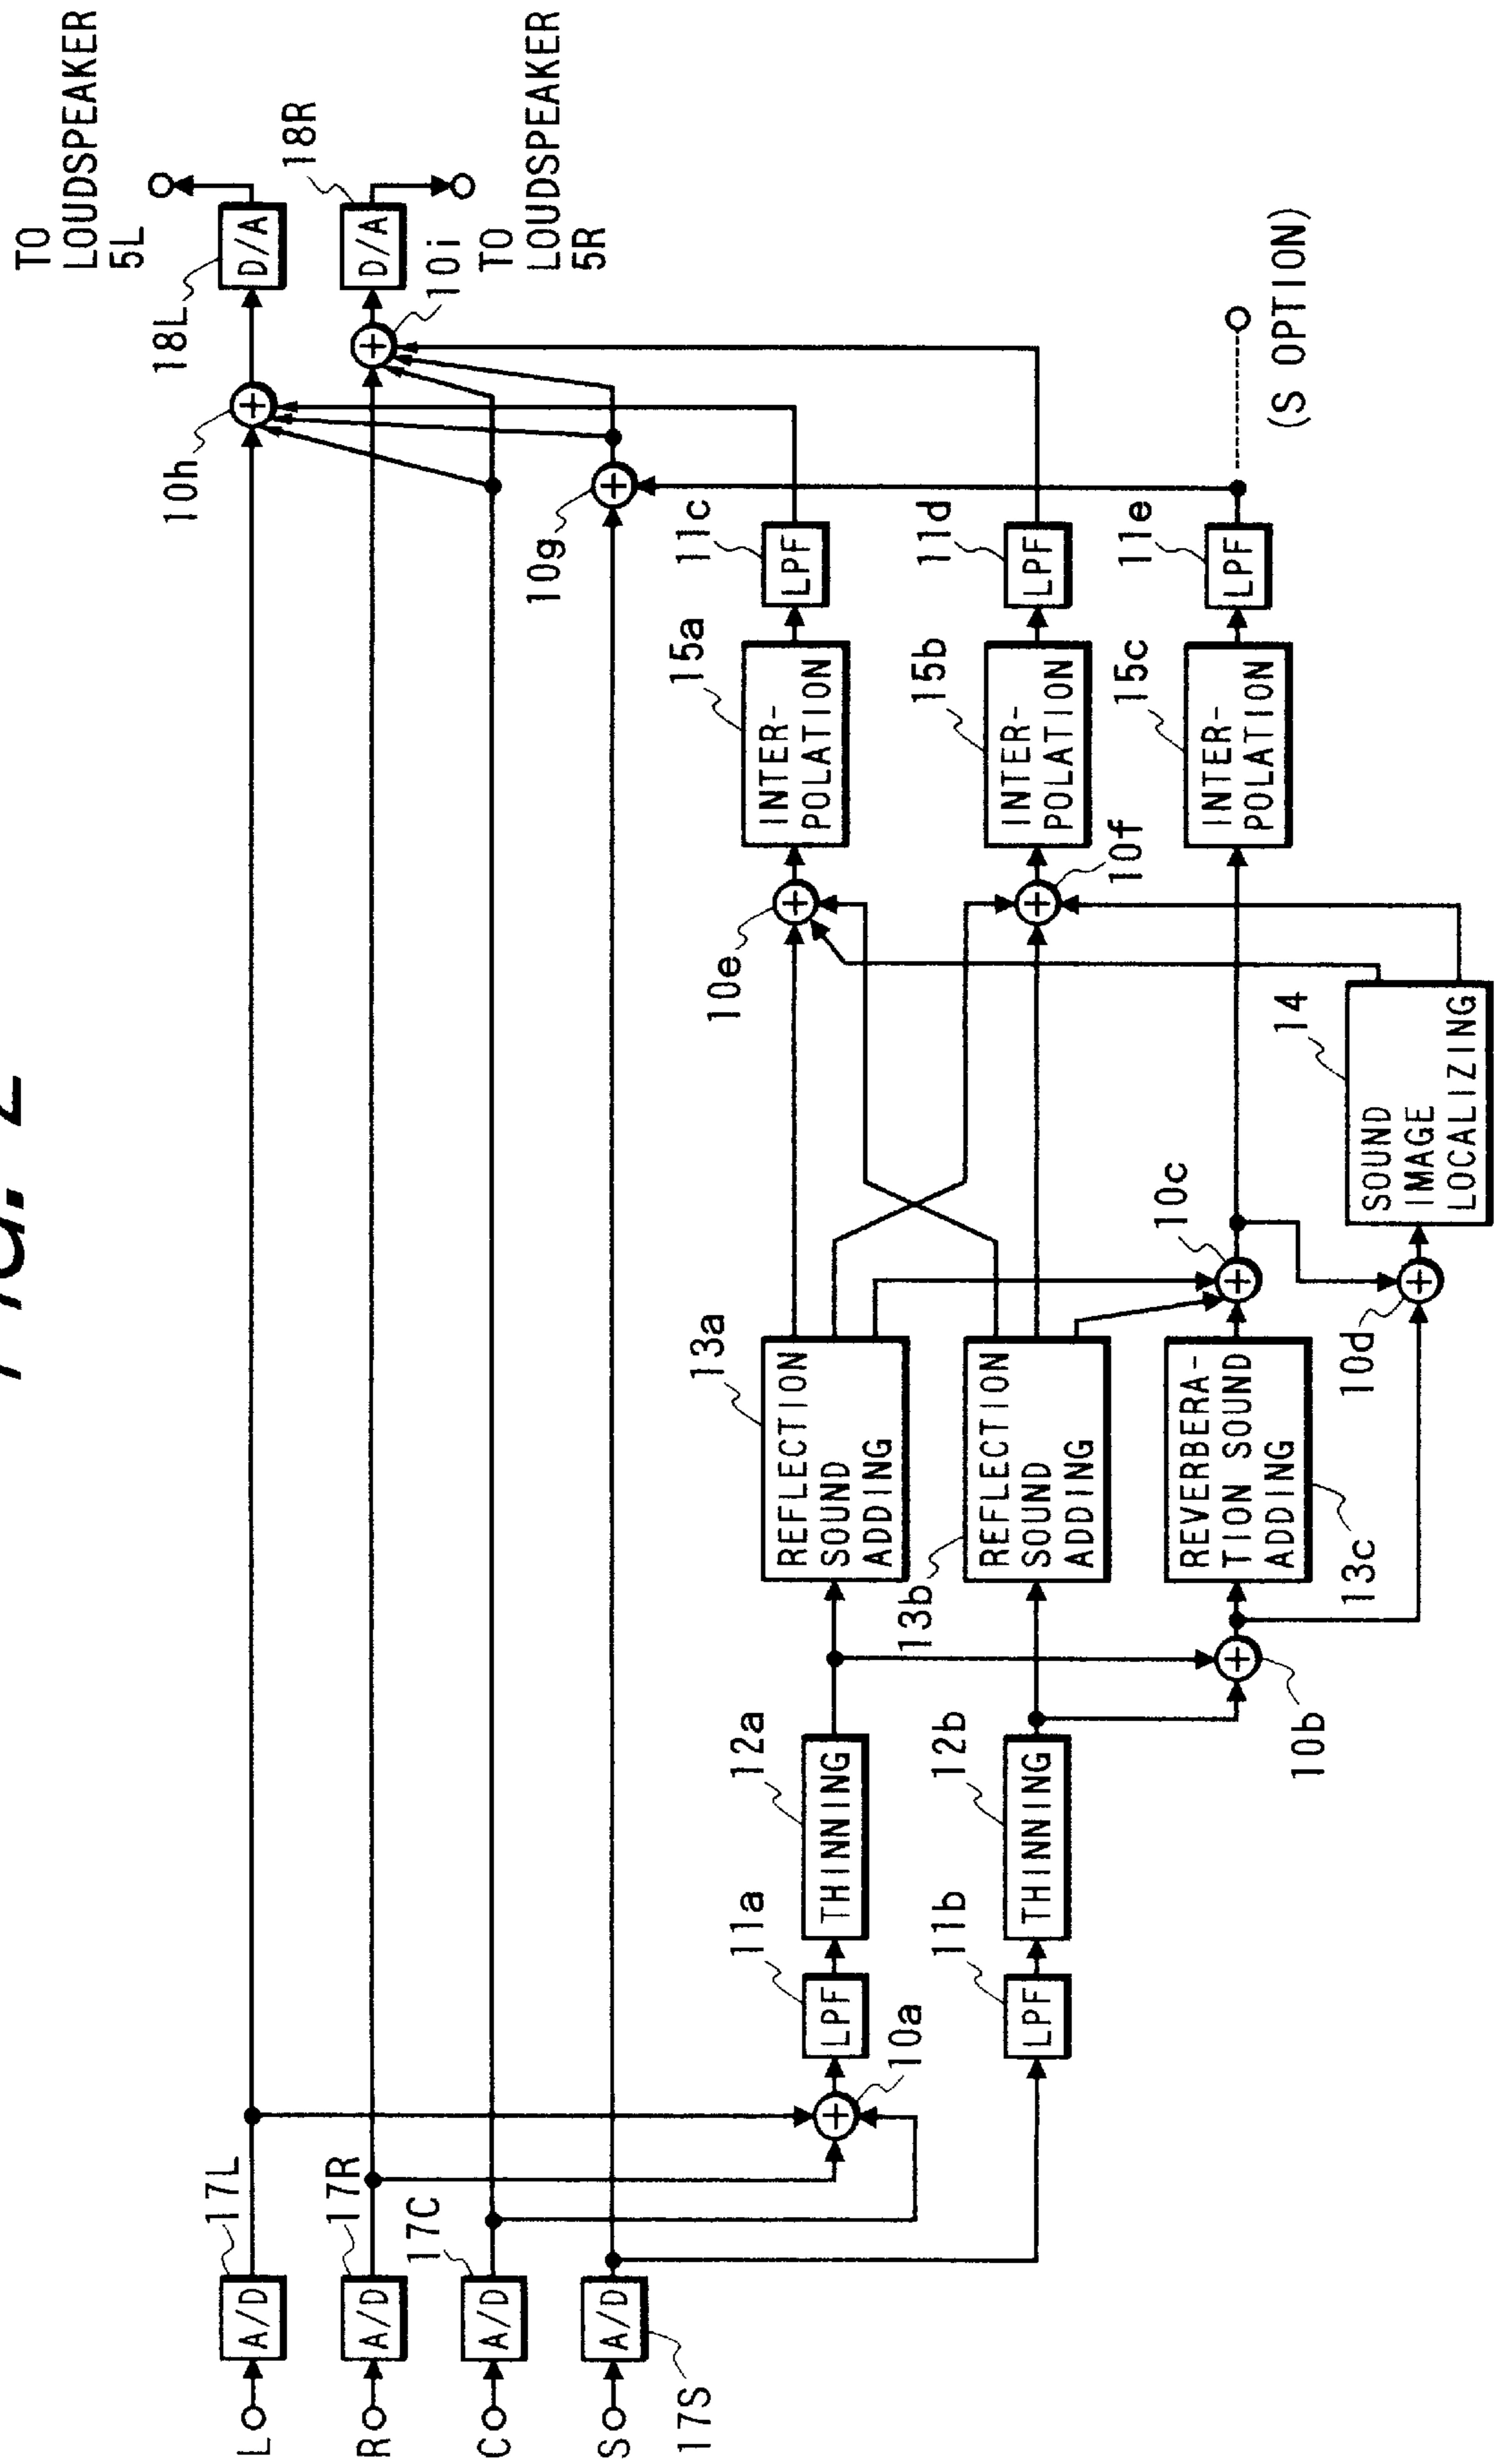 FIG. 2
L
R
C
S
A/D
17L
A/D
17R
A/D
17C
A/D
17S
10a
LPF
11a
THINNING
12a
LPF
11b
THINNING
12b
10b
REFLECTION
SOUND
ADDING
13a
REFLECTION
SOUND
ADDING
13b
REVERBERA-
TION SOUND
ADDING
13c
10c
10d
SOUND
IMAGE
LOCALIZING
14
10e
10f
INTER-
POLATION
15a
INTER-
POLATION
15b
INTER-
POLATION
15c
LPF
11c
LPF
11d
LPF
11e
10g
10h
10i
D/A
18L
D/A
18R
TO
LOUDSPEAKER
5L
TO
LOUDSPEAKER
5R
(S OPTION)